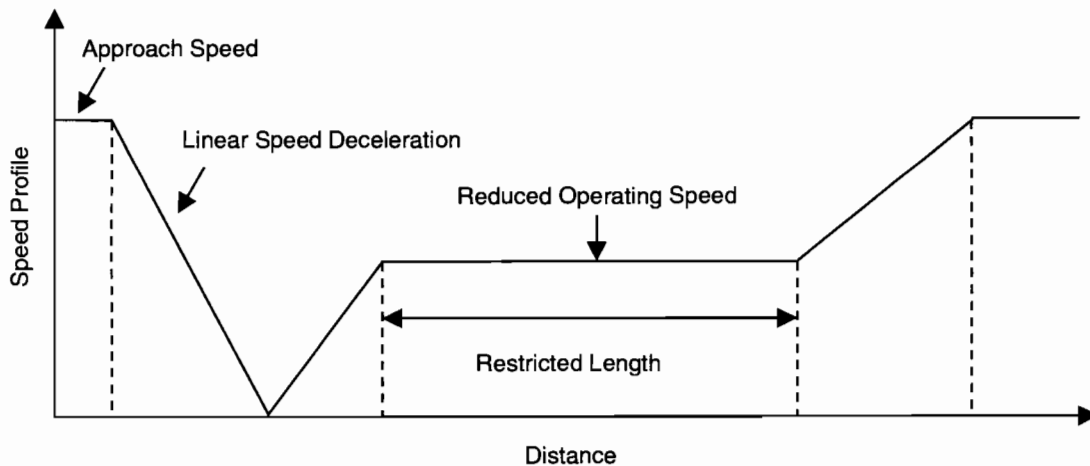 Approach Speed
Linear Speed Deceleration
Reduced Operating Speed
Speed Profile
Restricted Length
Distance